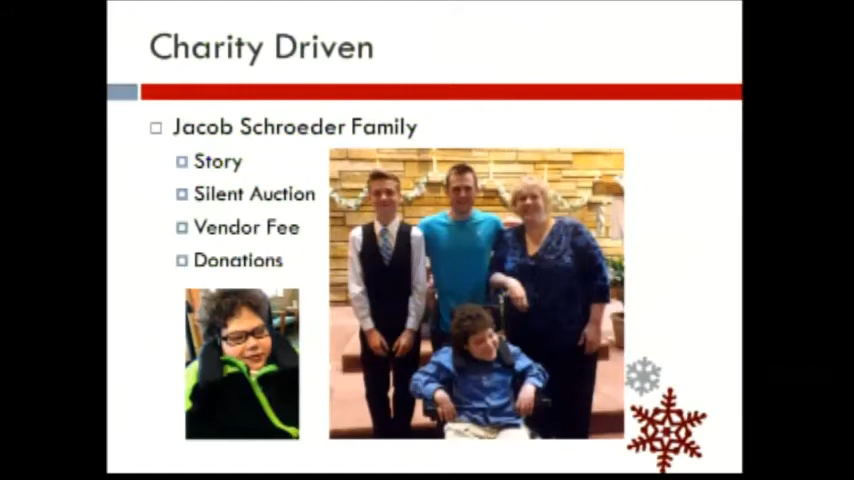 Charity Driven
Jacob Schroeder Family
Story
Silent Auction
Vendor Fee
Donations